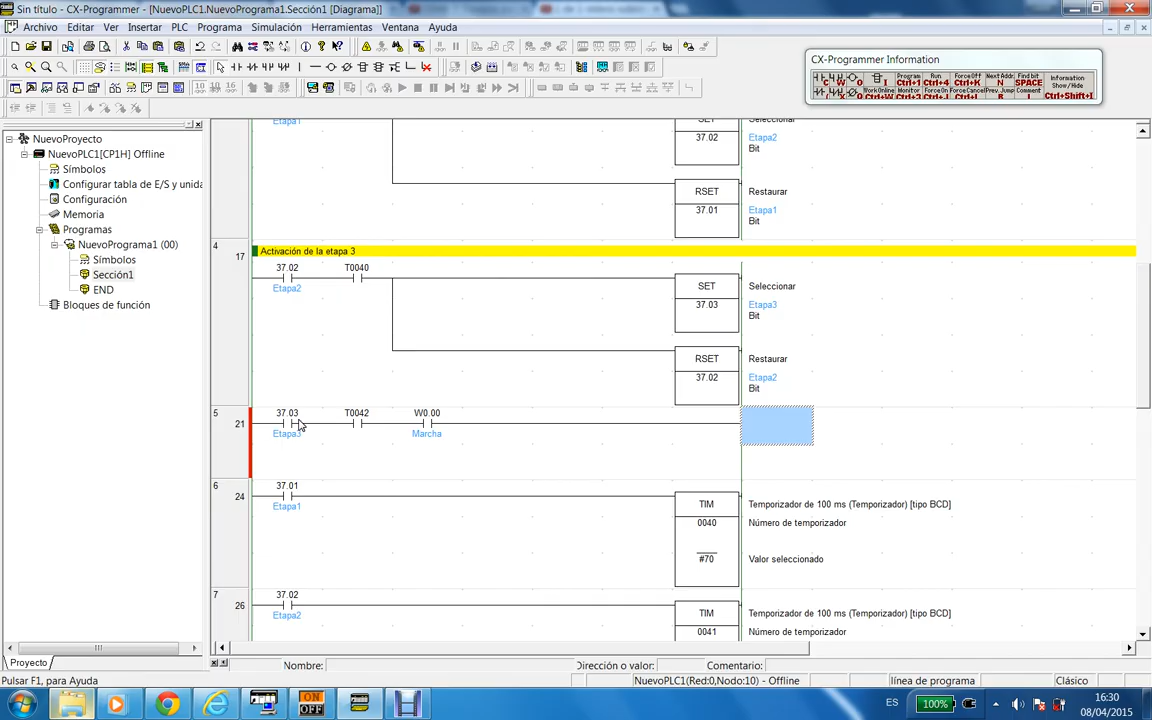 Sin título - CX-Programmer - [NuevoPLC1.NuevoPrograma1.Sección1 [Diagrama]]
Archivo Editar Ver Insertar PLC Programa Simulación Herramientas Ventana Ayuda
CX-Programmer Information
NuevoProyecto
NuevoPLC1[CP1H] Offline
Símbolos
Configurar tabla de E/S y unida
Configuración
Memoria
Programas
NuevoPrograma1 (00)
Símbolos
Sección1
END
Bloques de función
Proyecto
Etapa1
Seleccionar
37.02
Etapa2
Bit
RSET
Restaurar
37.01
Etapa1
Bit
4
17
Activación de la etapa 3
37.02
T0040
Etapa2
SET
Seleccionar
37.03
Etapa3
Bit
RSET
Restaurar
37.02
Etapa2
Bit
5
21
37.03
T0042
W0.00
Etapa3
Marcha
6
24
37.01
Etapa1
TIM
Temporizador de 100 ms (Temporizador) [tipo BCD]
0040
Número de temporizador
#70
Valor seleccionado
7
26
37.02
Etapa2
TIM
Temporizador de 100 ms (Temporizador) [tipo BCD]
0041
Número de temporizador
Nombre:
Dirección o valor:
Comentario:
Pulsar F1, para Ayuda
NuevoPLC1(Red:0,Nodo:10) - Offline
línea de programa
Clásico
ON
OFF
ES
100%
16:30
08/04/2015